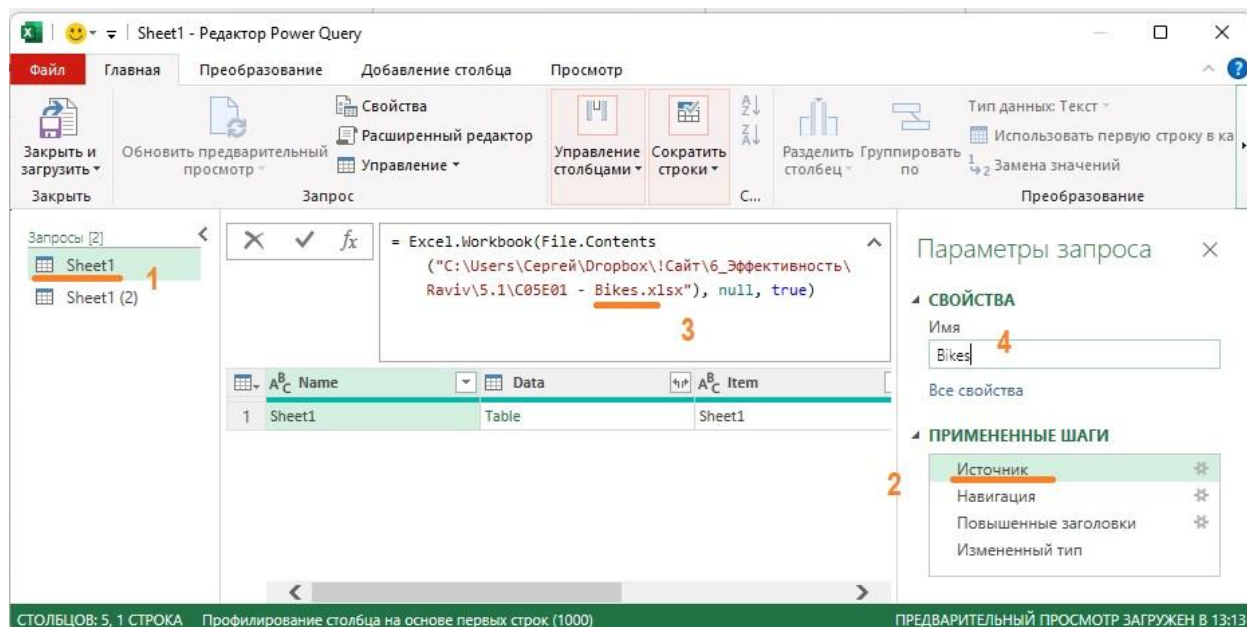 Sheet1 - Редактор Power Query
Файл Главная Преобразование Добавление столбца Просмотр
Закрыть и загрузить
Закрыть
Обновить предварительный просмотр
Свойства
Расширенный редактор
Управление
Запрос
Управление столбцами
Сократить строки
С...
Разделить столбец
Группировать по
Тип данных: Текст
Использовать первую строку в ка
Замена значений
Преобразование
Запросы [2]
Sheet1
1
Sheet1 (2)
fx
= Excel.Workbook(File.Contents
("C:\Users\Сергей\Dropbox\!Сайт\6_Эффективность\
Raviv\5.1\C05E01 - Bikes.xlsx"), null, true)
3
Name Data Item
1 Sheet1 Table Sheet1
Параметры запроса
СВОЙСТВА
Имя
Bikes
4
Все свойства
ПРИМЕНЕННЫЕ ШАГИ
2
Источник
Навигация
Повышенные заголовки
Измененный тип
СТОЛБЦОВ: 5, 1 СТРОКА Профилирование столбца на основе первых строк (1000) ПРЕДВАРИТЕЛЬНЫЙ ПРОСМОТР ЗАГРУЖЕН В 13:13